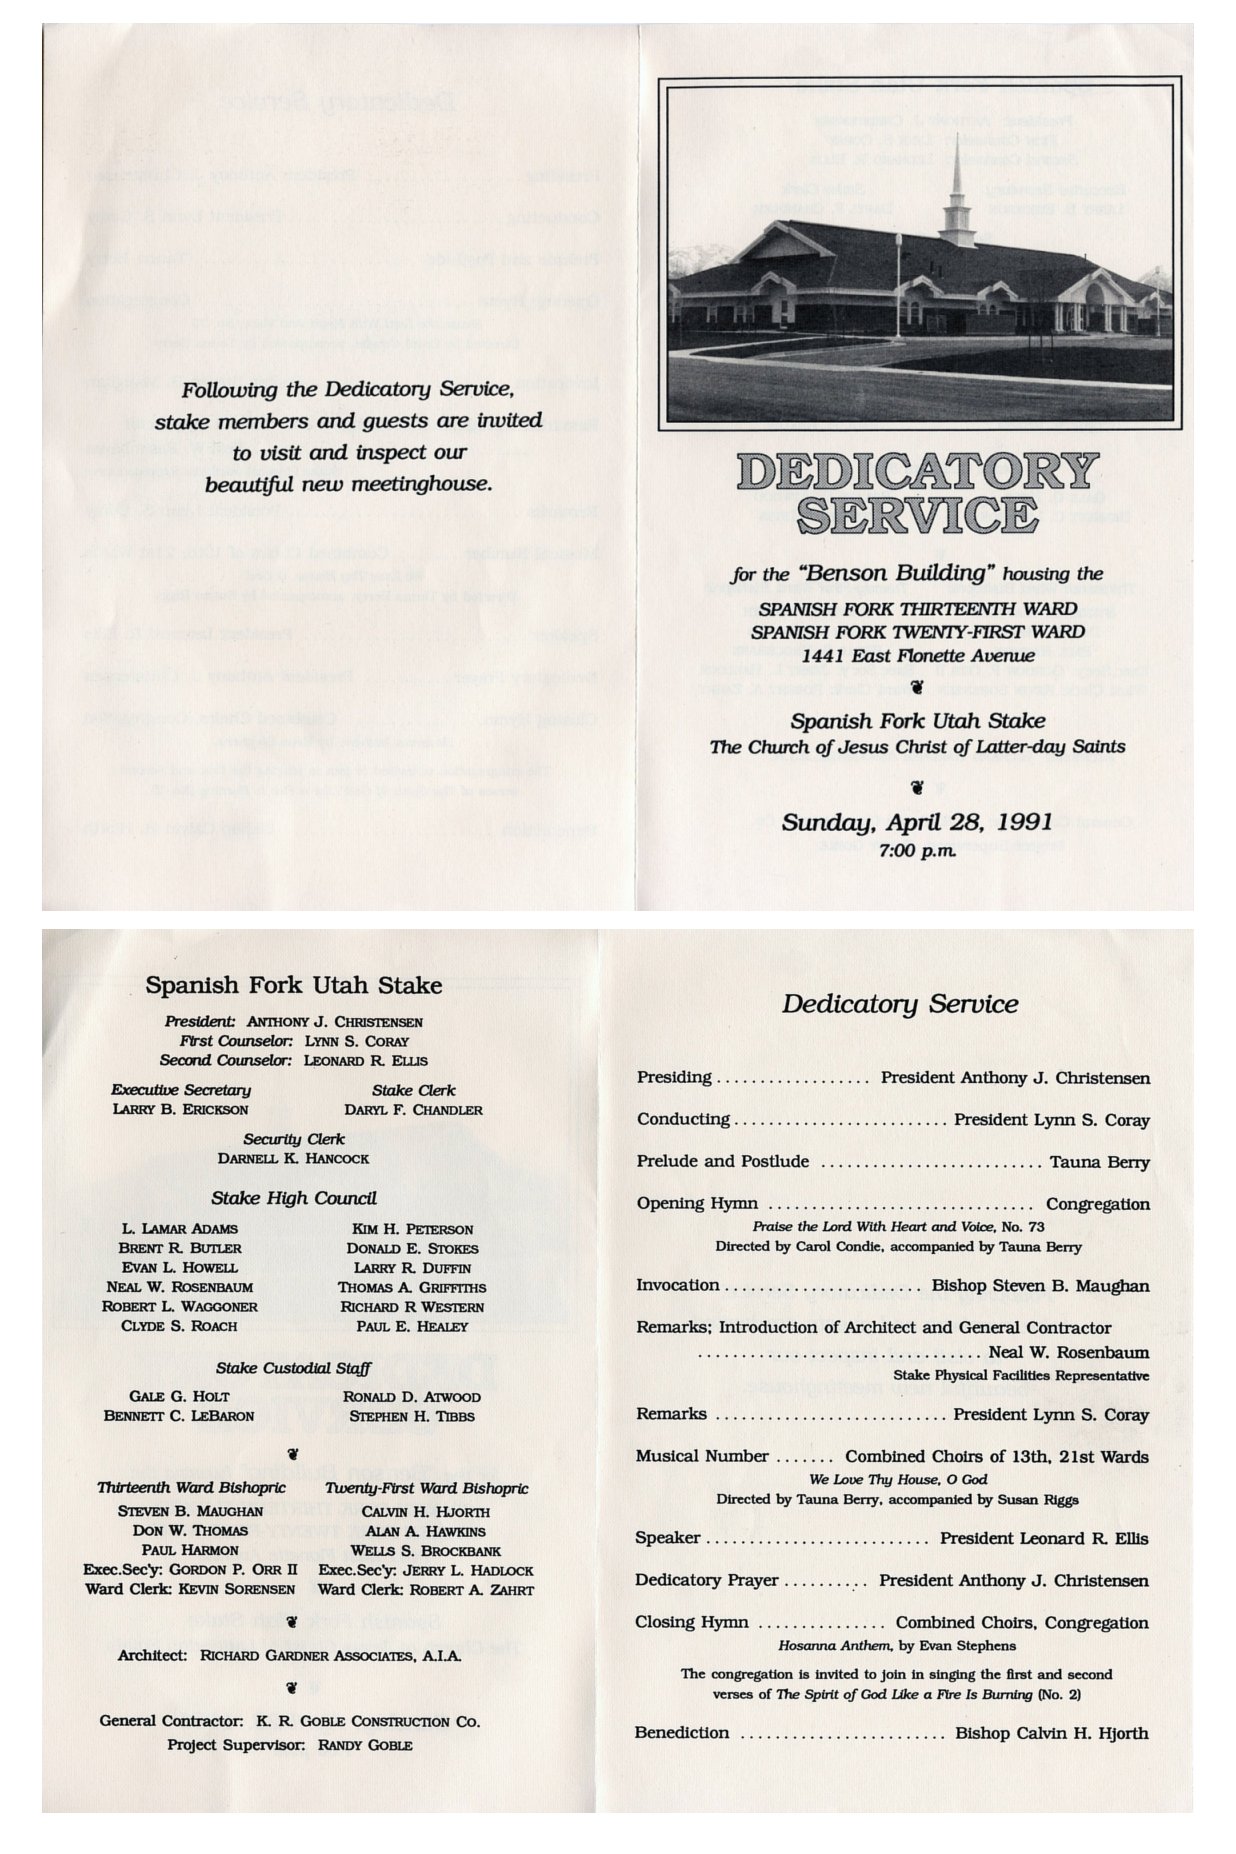 Following the Dedicatory Service,
stake members and guests are invited
to visit and inspect our
beautiful new meetinghouse.
DEDICATORY
SERVICE
for the “Benson Building” housing the
SPANISH FORK THIRTEENTH WARD
SPANISH FORK TWENTY-FIRST WARD
1441 East Flonette Avenue
Spanish Fork Utah Stake
The Church of Jesus Christ of Latter-day Saints
Sunday, April 28, 1991
7:00 p.m.
Spanish Fork Utah Stake
President: ANTHONY J. CHRISTENSEN
First Counselor: LYNN S. CORAY
Second Counselor: LEONARD R. ELLIS
Executive Secretary Stake Clerk
LARRY B. ERICKSON DARYL F. CHANDLER
Security Clerk
DARNELL K. HANCOCK
Stake High Council
L. LAMAR ADAMS KIM H. PETERSON
BRENT R. BUTLER DONALD E. STOKES
EVAN L. HOWELL LARRY R. DUFFIN
NEAL W. ROSENBAUM THOMAS A. GRIFFITHS
ROBERT L. WAGGONER RICHARD R WESTERN
CLYDE S. ROACH PAUL E. HEALEY
Stake Custodial Staff
GALE G. HOLT RONALD D. ATWOOD
BENNETT C. LEBARON STEPHEN H. TIBBS
Thirteenth Ward Bishopric Twenty-First Ward Bishopric
STEVEN B. MAUGHAN CALVIN H. HJORTH
DON W. THOMAS ALAN A. HAWKINS
PAUL HARMON WELLS S. BROCKBANK
Exec.Sec'y: GORDON P. ORR II Exec.Sec'y: JERRY L. HADLOCK
Ward Clerk: KEVIN SORENSEN Ward Clerk: ROBERT A. ZAHRT
Architect: RICHARD GARDNER ASSOCIATES, A.I.A.
General Contractor: K. R. GOBLE CONSTRUCTION CO.
Project Supervisor: RANDY GOBLE
Dedicatory Service
Presiding .................. President Anthony J. Christensen
Conducting ......................... President Lynn S. Coray
Prelude and Postlude .......................... Tauna Berry
Opening Hymn ............................... Congregation
Praise the Lord With Heart and Voice, No. 73
Directed by Carol Condie, accompanied by Tauna Berry
Invocation ....................... Bishop Steven B. Maughan
Remarks; Introduction of Architect and General Contractor
................................. Neal W. Rosenbaum
Stake Physical Facilities Representative
Remarks ........................... President Lynn S. Coray
Musical Number ....... Combined Choirs of 13th, 21st Wards
We Love Thy House, O God
Directed by Tauna Berry, accompanied by Susan Riggs
Speaker .......................... President Leonard R. Ellis
Dedicatory Prayer .......... President Anthony J. Christensen
Closing Hymn ............... Combined Choirs, Congregation
Hosanna Anthem, by Evan Stephens
The congregation is invited to join in singing the first and second
verses of The Spirit of God Like a Fire Is Burning (No. 2)
Benediction ........................ Bishop Calvin H. Hjorth